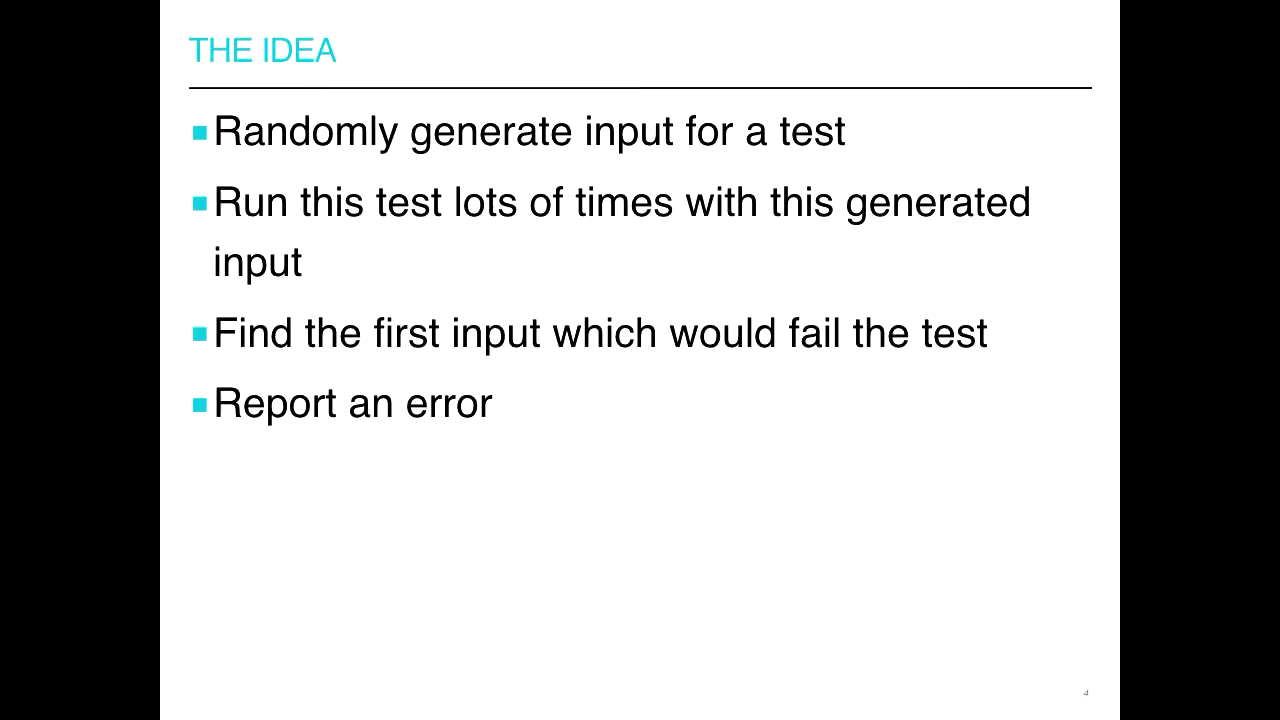 THE IDEA
Randomly generate input for a test
Run this test lots of times with this generated
input
Find the first input which would fail the test
Report an error
4